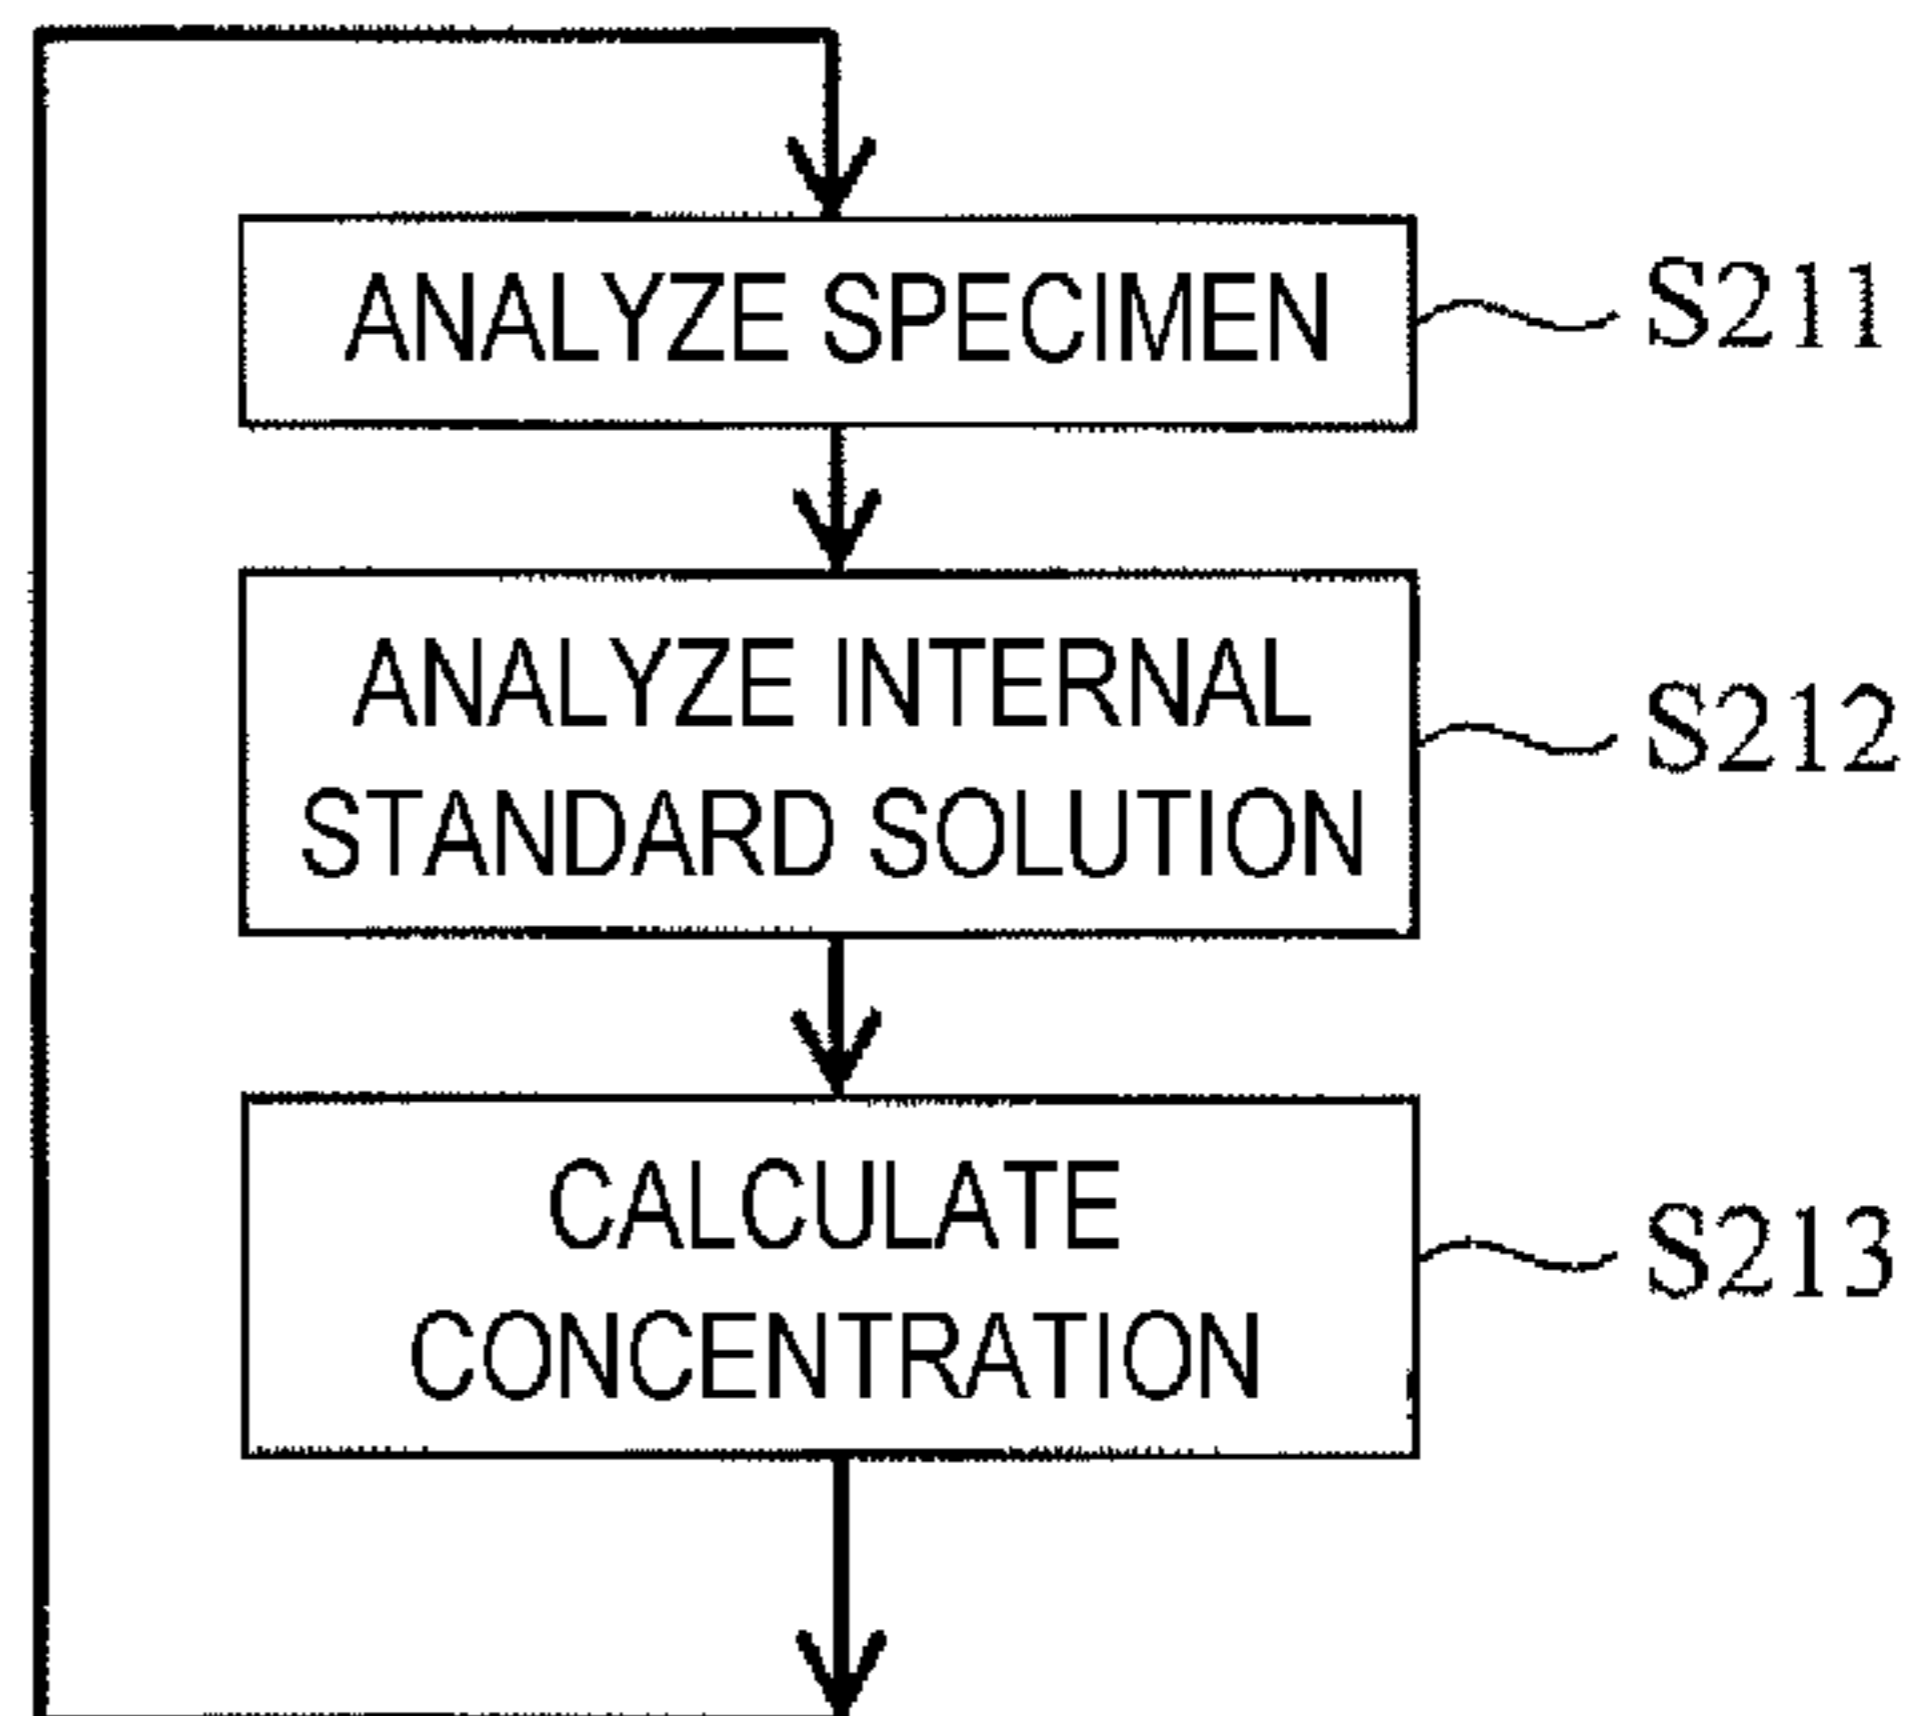 ANALYZE SPECIMEN
S211
ANALYZE INTERNAL
STANDARD SOLUTION
S212
CALCULATE
CONCENTRATION
S213